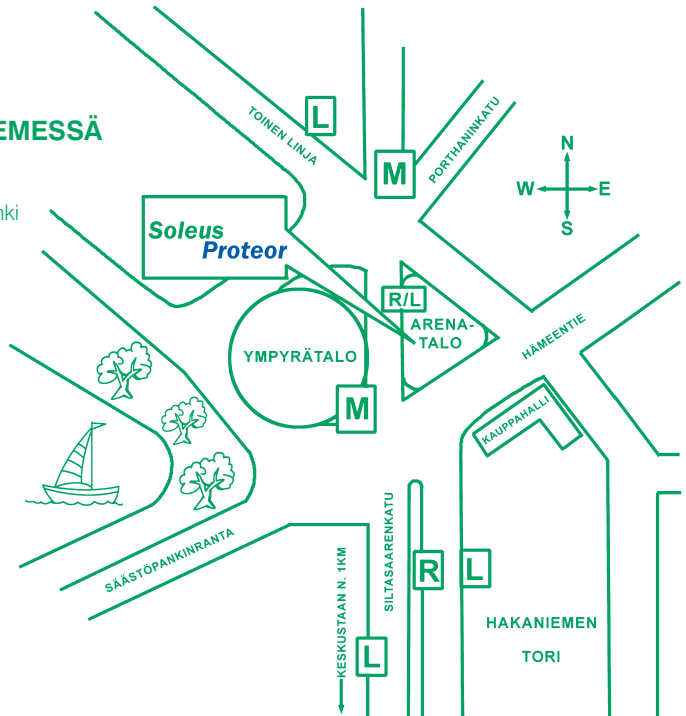 EMESSÄ
nki
TOINEN LINJA
L
M
PORTHANINKATU
N
W E
S
Soleus
Proteor
R/L
ARENA-
TALO
YMPYRÄTALO
HÄMEENTIE
M
KAUPPAHALLI
SÄÄSTÖPANKINRANTA
KESKUSTAAN N. 1KM
SILTASAARENKATU
R
L
L
HAKANIEMEN
TORI